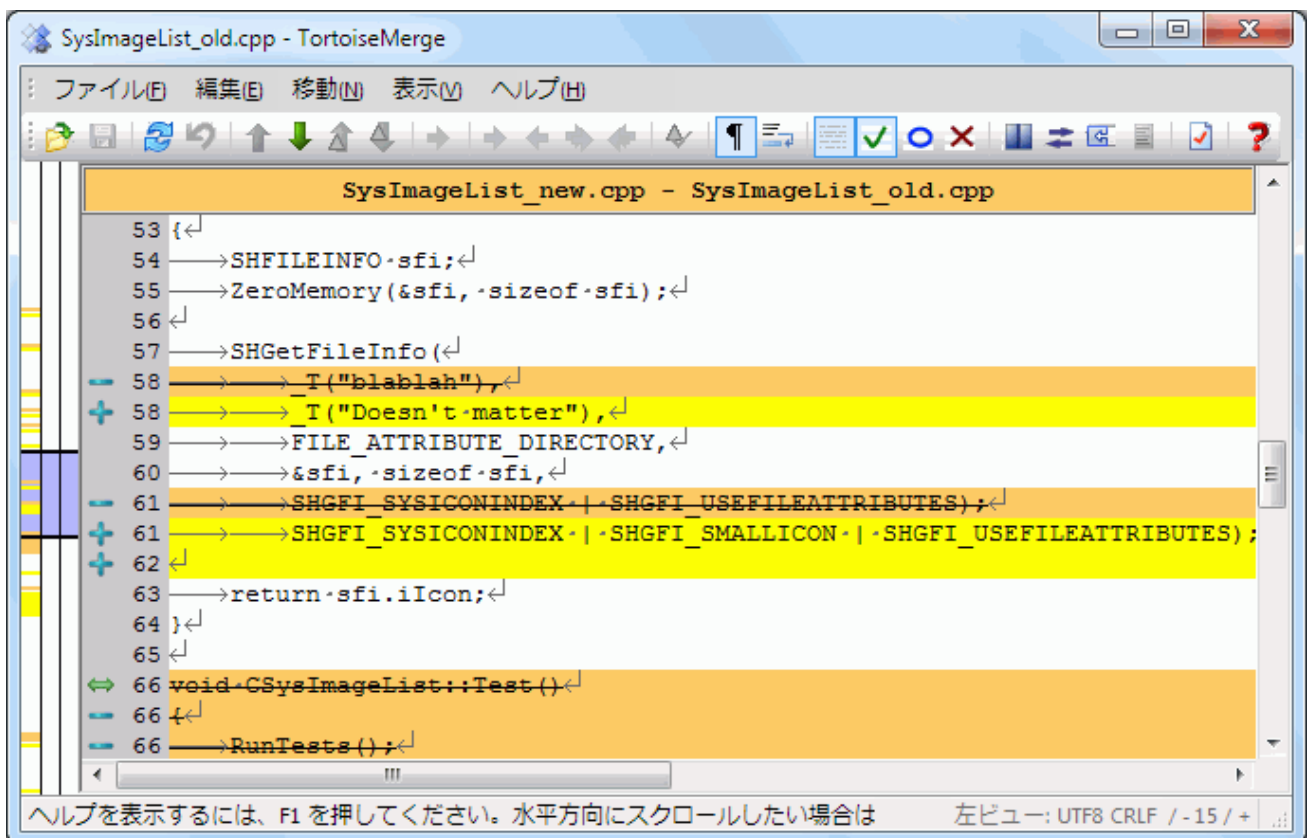 SysImageList_old.cpp - TortoiseMerge
ファイル(F) 編集(E) 移動(N) 表示(V) ヘルプ(H)
SysImageList_new.cpp - SysImageList_old.cpp
53 {↵
54 →SHFILEINFO·sfi;↵
55 →ZeroMemory(&sfi,·sizeof·sfi);↵
56 ↵
57 →SHGetFileInfo(↵
58 → →_T("blablah"),↵
58 → →_T("Doesn't·matter"),↵
59 → →FILE_ATTRIBUTE_DIRECTORY,↵
60 → →&sfi,·sizeof·sfi,↵
61 → →SHGFI_SYSICONINDEX·|·SHGFI_USEFILEATTRIBUTES);↵
61 → →SHGFI_SYSICONINDEX·|·SHGFI_SMALLICON·|·SHGFI_USEFILEATTRIBUTES);
62 ↵
63 →return·sfi.iIcon;↵
64 }↵
65 ↵
66 void·CSysImageList::Test()↵
66 {↵
66 →RunTests();↵
ヘルプを表示するには、F1 を押してください。水平方向にスクロールしたい場合は 左ビュー: UTF8 CRLF / - 15 / +